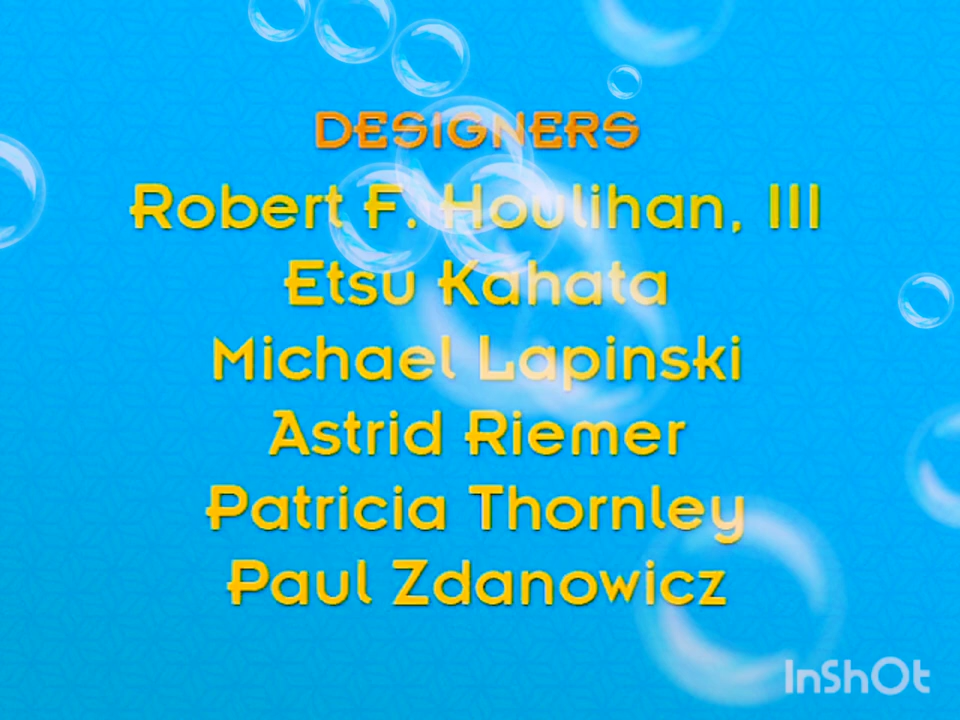 DESIGNERS
Robert F. Houlihan, III
Etsu Kahata
Michael Lapinski
Astrid Riemer
Patricia Thornley
Paul Zdanowicz
InShOt